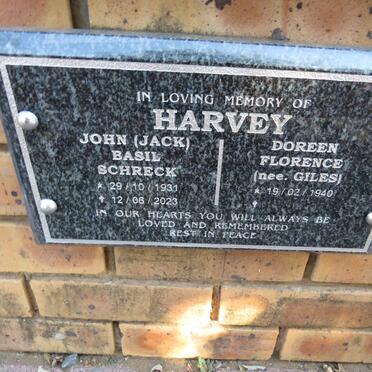 IN LOVING MEMORY OF
HARVEY
JOHN (JACK)
BASIL
SCHRECK
* 29/10/1931
✝ 12/06/2023
DOREEN
FLORENCE
(nee. GILES)
* 19/02/1940
✝
IN OUR HEARTS YOU WILL ALWAYS BE
LOVED AND REMEMBERED
REST IN PEACE